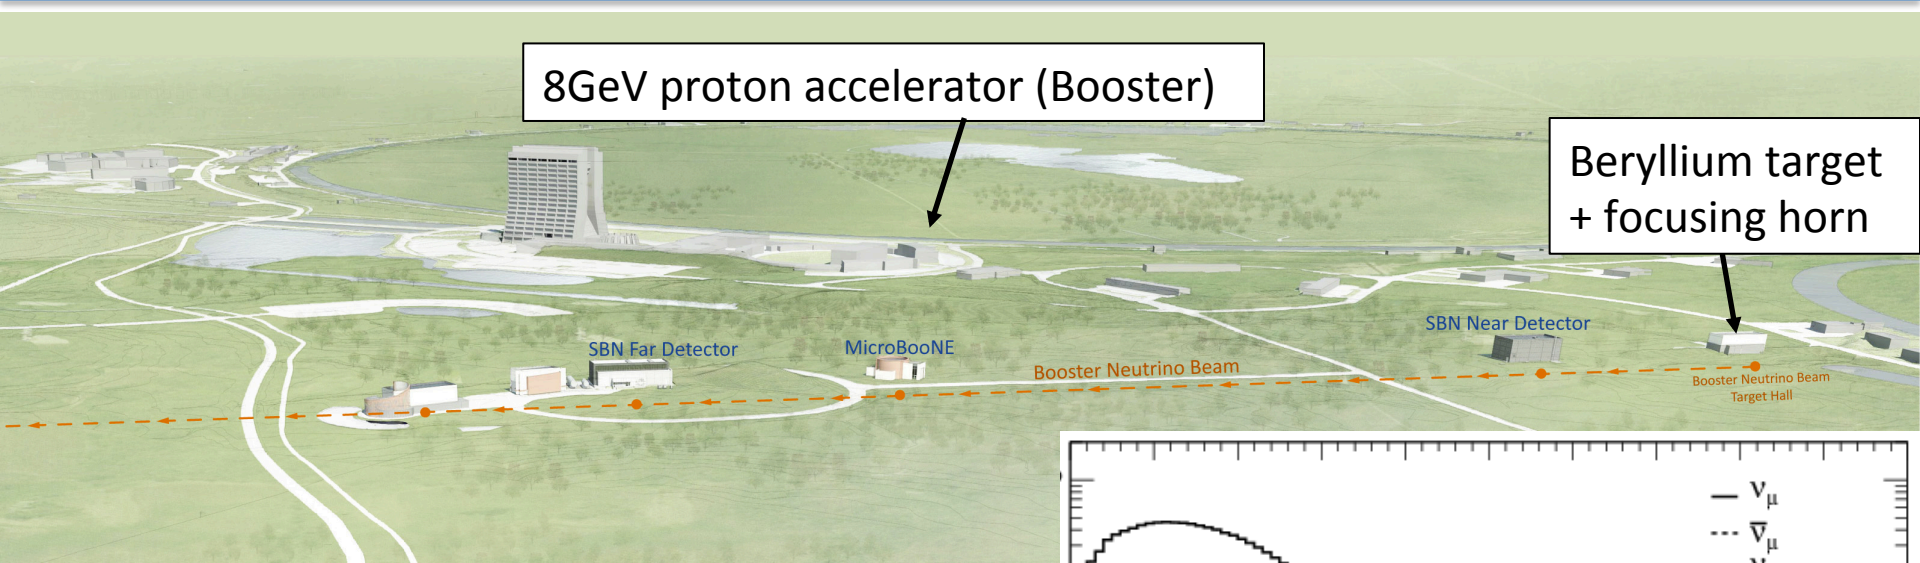 8GeV proton accelerator (Booster)
Beryllium target
+ focusing horn
SBN Near Detector
SBN Far Detector
MicroBooNE
Booster Neutrino Beam
Booster Neutrino Beam
Target Hall
ν_μ
ν̅_μ